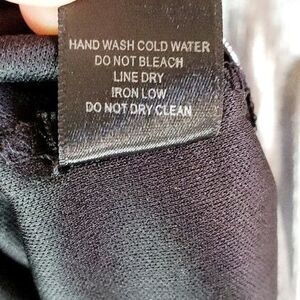 HAND WASH COLD WATER
DO NOT BLEACH
LINE DRY
IRON LOW
DO NOT DRY CLEAN